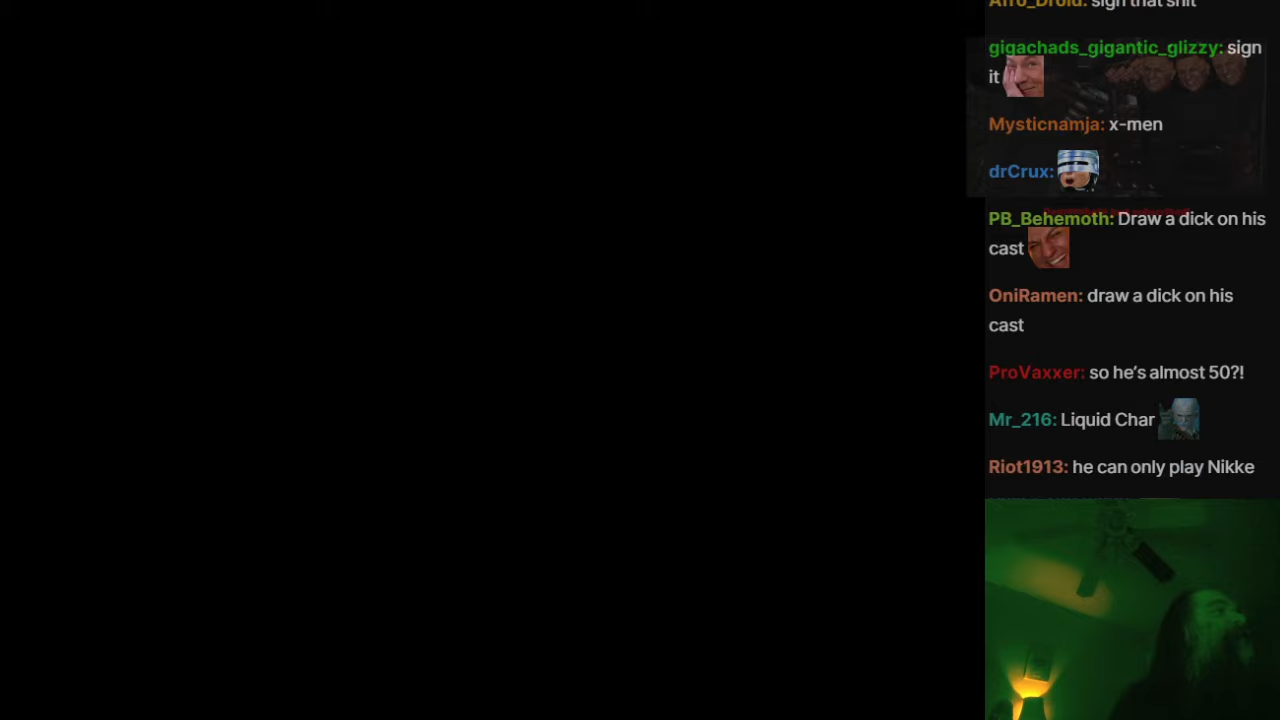 Afro_Droid: sign that shit
gigachads_gigantic_glizzy: sign
it
Mysticnamja: x-men
drCrux:
PB_Behemoth: Draw a dick on his
cast
OniRamen: draw a dick on his
cast
ProVaxxer: so he's almost 50?!
Mr_216: Liquid Char
Riot1913: he can only play Nikke